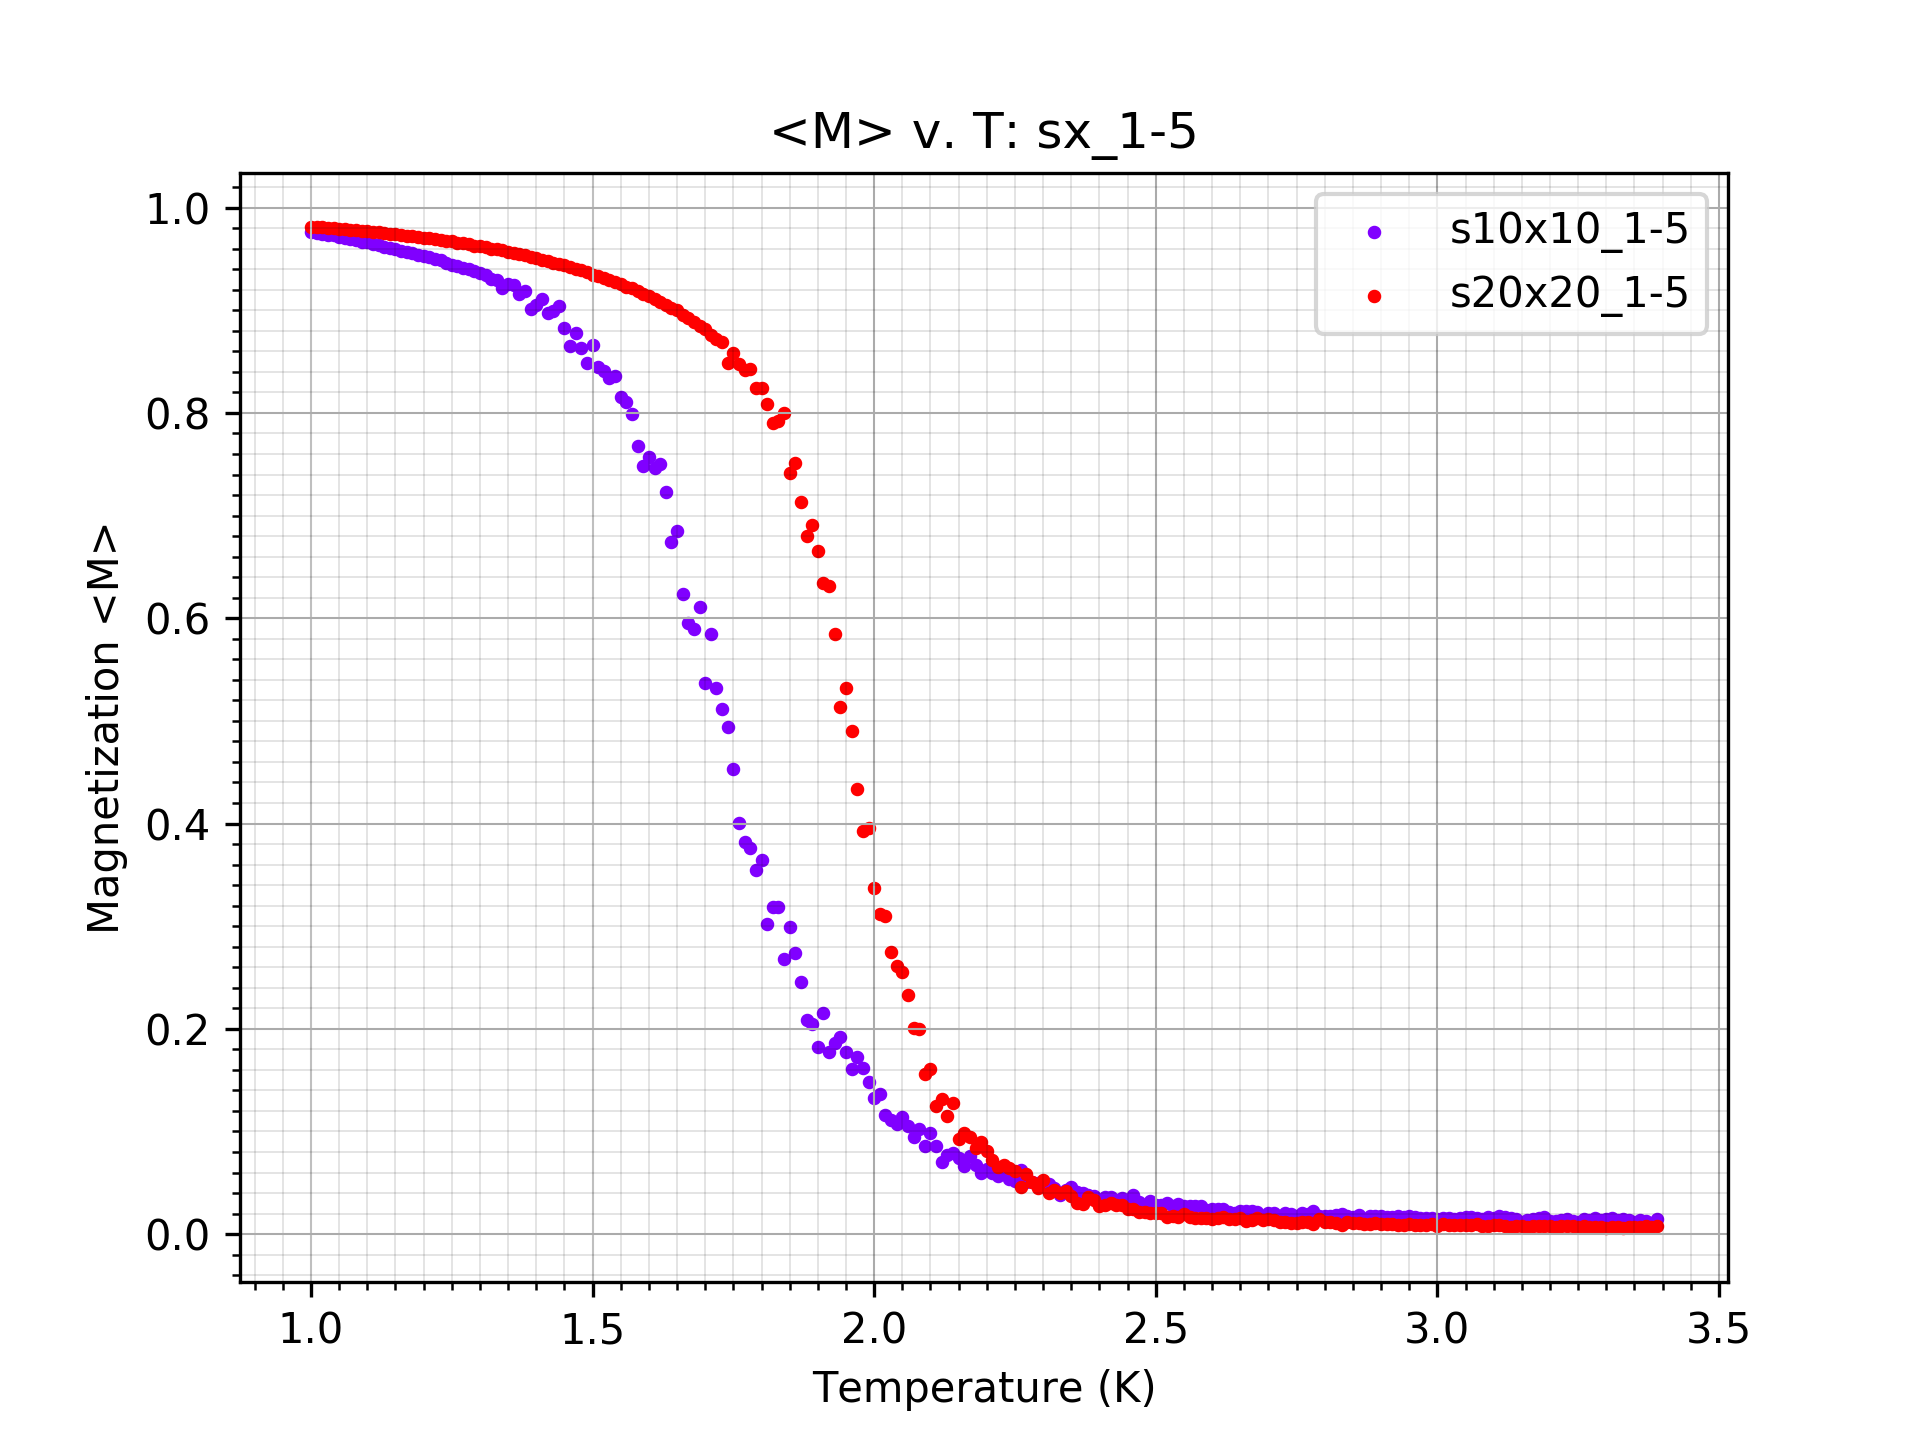 <M> v. T: sx_1-5
s10x10_1-5
s20x20_1-5
Magnetization <M>
1.0
0.8
0.6
0.4
0.2
0.0
1.0 1.5 2.0 2.5 3.0 3.5
Temperature (K)